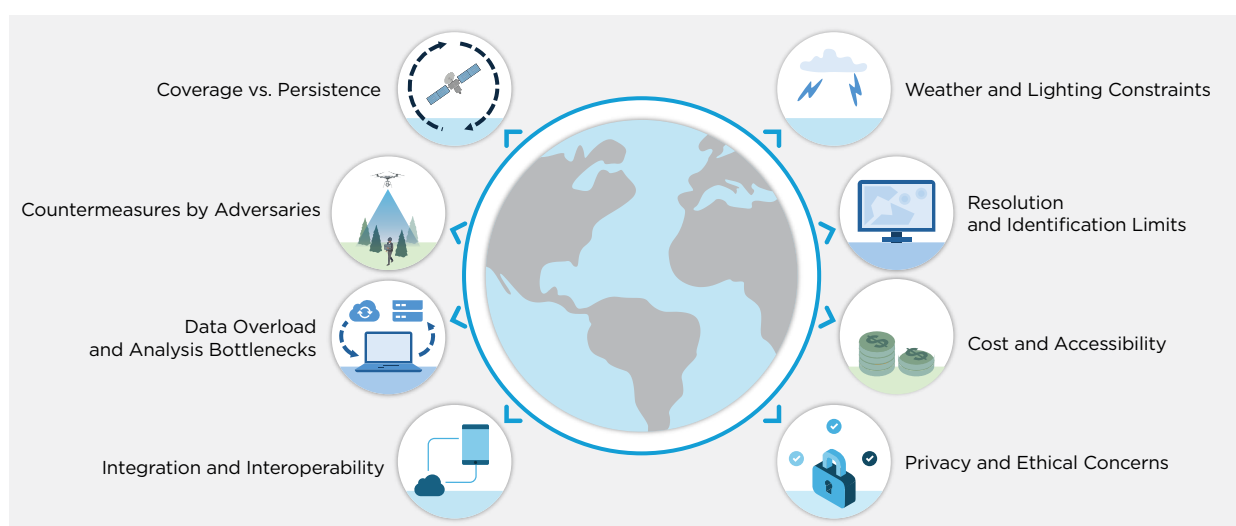 Coverage vs. Persistence
Weather and Lighting Constraints
Countermeasures by Adversaries
Resolution
and Identification Limits
Data Overload
and Analysis Bottlenecks
Cost and Accessibility
Integration and Interoperability
Privacy and Ethical Concerns